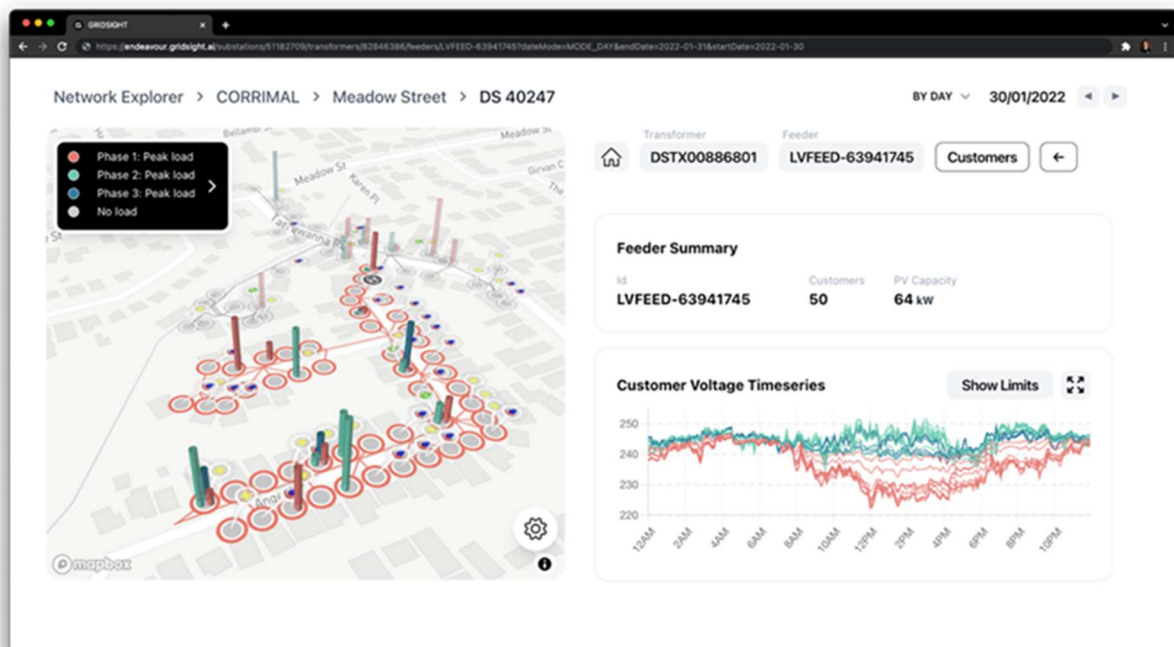 GRIDSIGHT
https://endeavour.gridsight.ai/substations/51182709/transformers/82846386/feeders/LVFEED-63941745?dateMode=MODE_DAY&endDate=2022-01-31&startDate=2022-01-30
Network Explorer > CORRIMAL > Meadow Street > DS 40247
BY DAY
30/01/2022
Phase 1: Peak load
Phase 2: Peak load
Phase 3: Peak load
No load
Meadow St
Meadow St
Karen Pl
Girvan C
The
St
mapbox
Transformer
Feeder
DSTX00886801
LVFEED-63941745
Customers
Feeder Summary
Id
Customers
PV Capacity
LVFEED-63941745
50
64 kW
Customer Voltage Timeseries
Show Limits
250
240
230
220
12AM
2AM
4AM
6AM
8AM
10AM
12PM
2PM
4PM
6PM
8PM
10PM